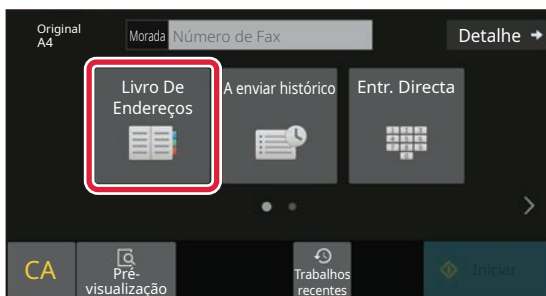 Original
A4
Morada Número de Fax
Detalhe
Livro De
Endereços
A enviar histórico
Entr. Directa
CA
Pré-
visualização
Trabalhos
recentes
Iniciar